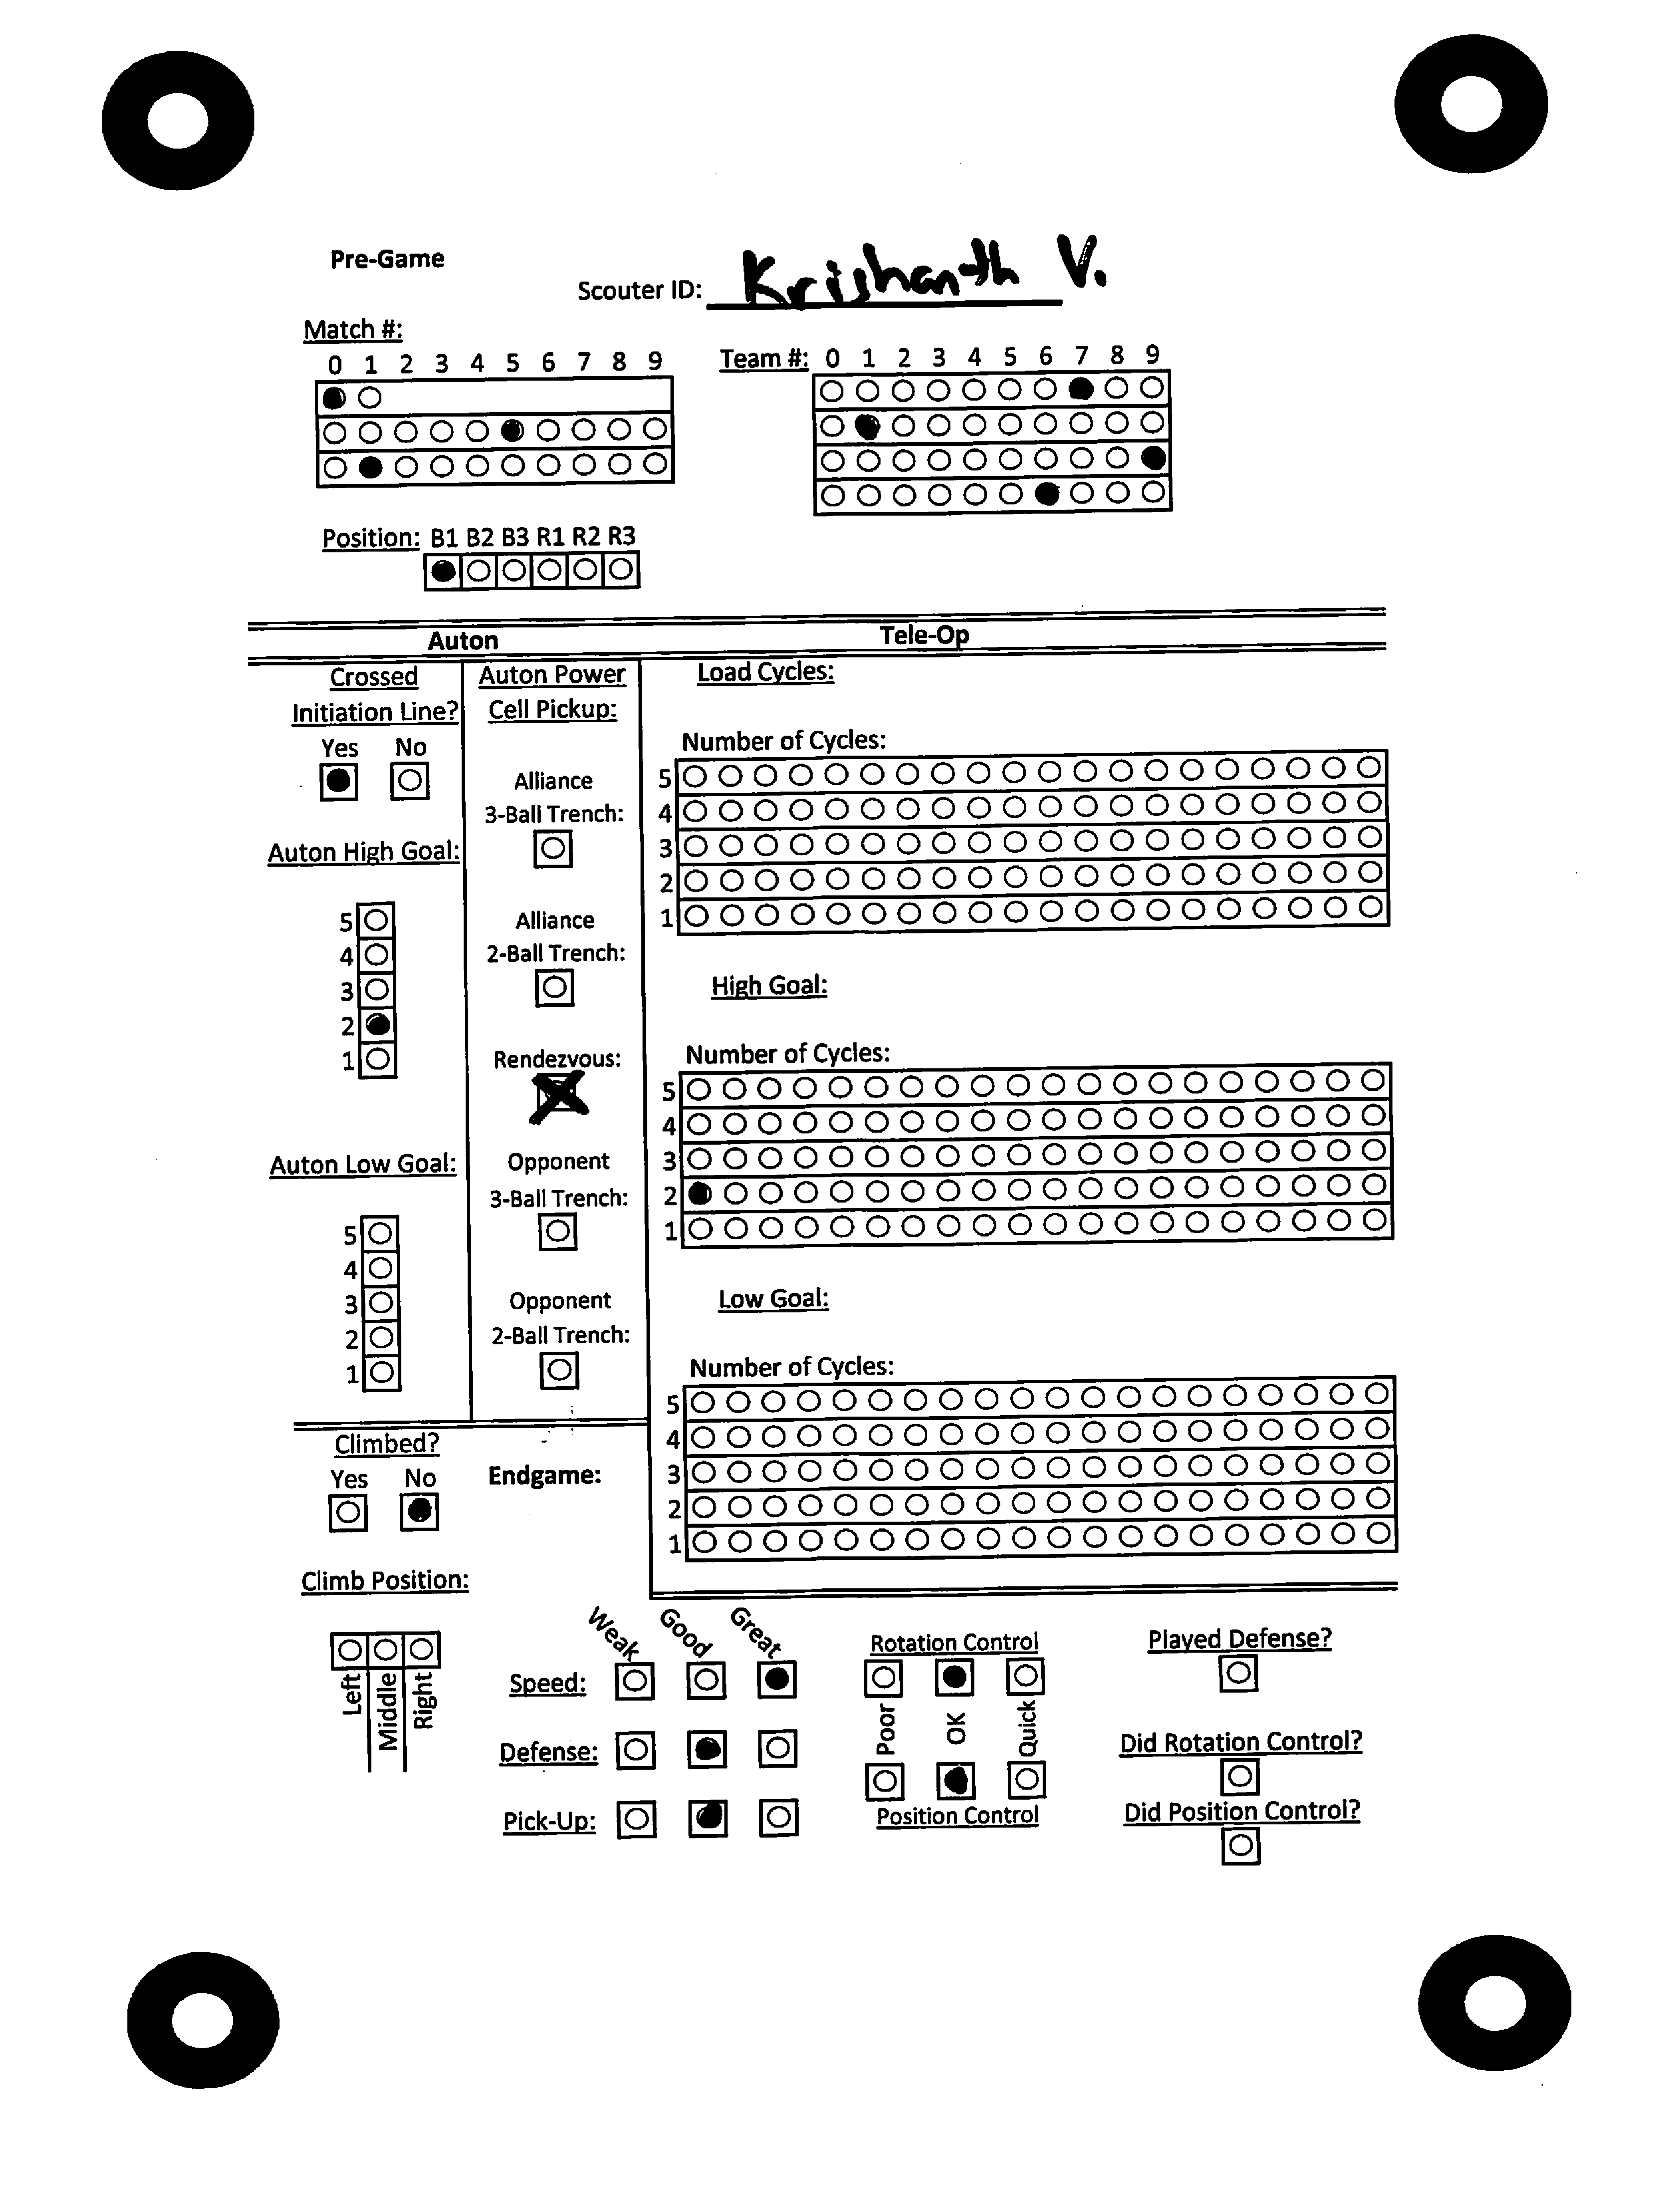 Pre-Game
Scouter ID: Krishanth V.
Match #:
0 1 2 3 4 5 6 7 8 9
Team #: 0 1 2 3 4 5 6 7 8 9
Position: B1 B2 B3 R1 R2 R3
Auton
Tele-Op
Crossed
Initiation Line?
Yes No
Auton High Goal:
5
4
3
2
1
Auton Low Goal:
5
4
3
2
1
Auton Power
Cell Pickup:
Alliance
3-Ball Trench:
Alliance
2-Ball Trench:
Rendezvous:
Opponent
3-Ball Trench:
Opponent
2-Ball Trench:
Load Cycles:
Number of Cycles:
5
4
3
2
1
High Goal:
Number of Cycles:
5
4
3
2
1
Low Goal:
Number of Cycles:
5
4
3
2
1
Climbed?
Yes No
Endgame:
Climb Position:
Left
Middle
Right
Weak Good Great
Speed:
Defense:
Pick-Up:
Rotation Control
Poor OK Quick
Position Control
Played Defense?
Did Rotation Control?
Did Position Control?